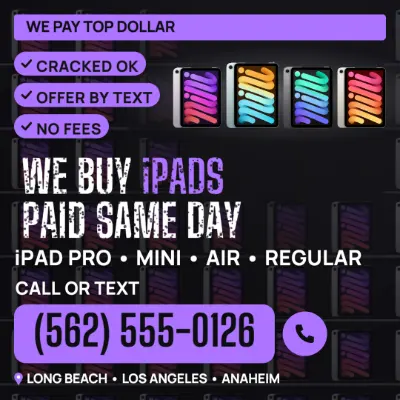 WE PAY TOP DOLLAR
CRACKED OK
OFFER BY TEXT
NO FEES
WE BUY iPADS
PAID SAME DAY
iPAD PRO • MINI • AIR • REGULAR
CALL OR TEXT
(562) 555-0126
LONG BEACH • LOS ANGELES • ANAHEIM